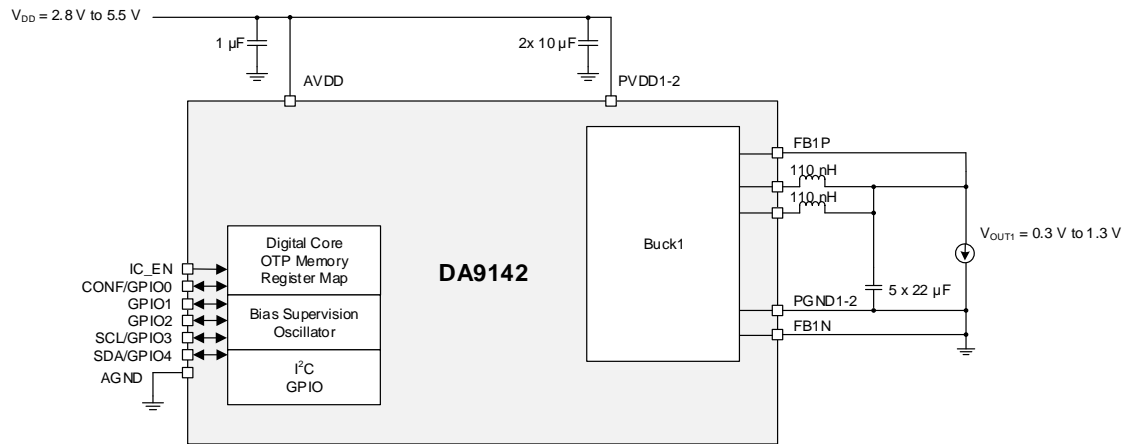 VDD = 2.8 V to 5.5 V
1 µF
2x 10 µF
AVDD
PVDD1-2
FB1P
110 nH
110 nH
Buck1
VOUT1 = 0.3 V to 1.3 V
Digital Core
OTP Memory
Register Map
DA9142
IC_EN
CONF/GPIO0
GPIO1
GPIO2
SCL/GPIO3
SDA/GPIO4
AGND
Bias Supervision
Oscillator
I²C
GPIO
5 x 22 µF
PGND1-2
FB1N